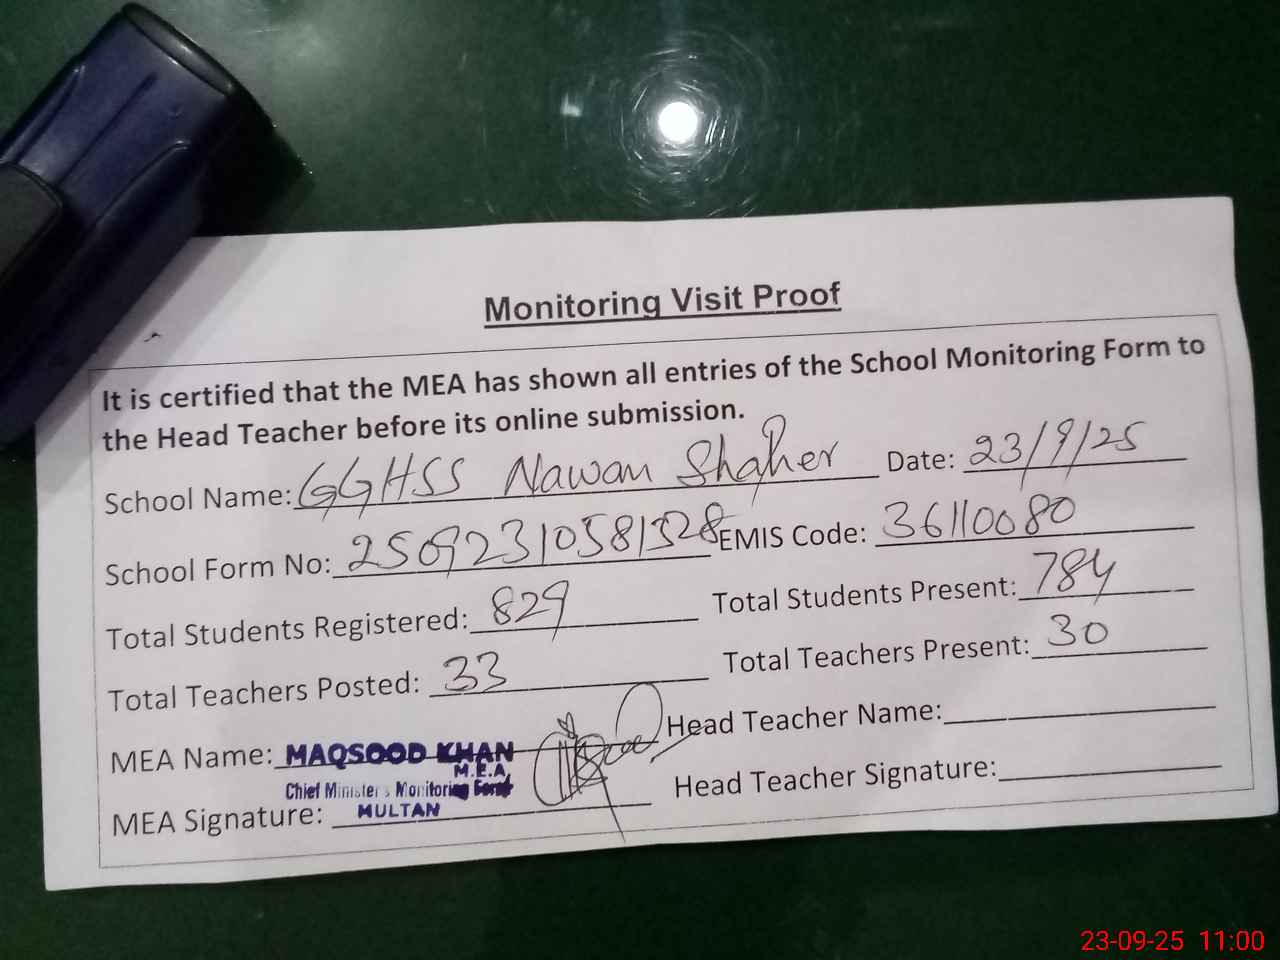 Monitoring Visit Proof
It is certified that the MEA has shown all entries of the School Monitoring Form to
the Head Teacher before its online submission.
School Name: GGHSS Nawan Shaher Date: 23/9/25
School Form No: 25092310581528 EMIS Code: 36110080
Total Students Registered: 829 Total Students Present: 784
Total Teachers Posted: 33 Total Teachers Present: 30
MEA Name: MAQSOOD KHAN Head Teacher Name:
M.E.A
Chief Minister's Monitoring Force
MEA Signature: MULTAN Head Teacher Signature:
23-09-25 11:00